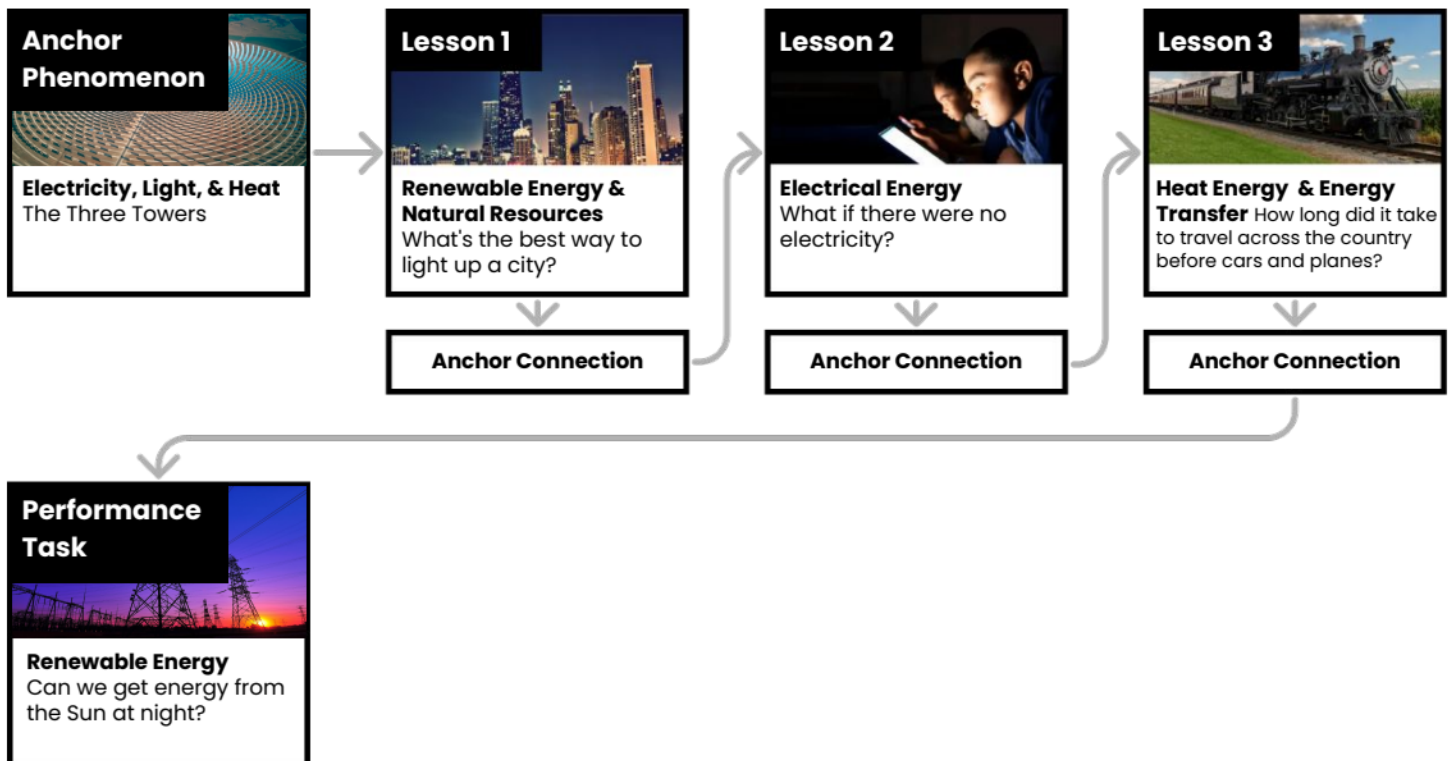 Anchor
Phenomenon
Electricity, Light, & Heat
The Three Towers
Lesson 1
Renewable Energy &
Natural Resources
What's the best way to
light up a city?
Anchor Connection
Lesson 2
Electrical Energy
What if there were no
electricity?
Anchor Connection
Lesson 3
Heat Energy & Energy
Transfer How long did it take
to travel across the country
before cars and planes?
Anchor Connection
Performance
Task
Renewable Energy
Can we get energy from
the Sun at night?